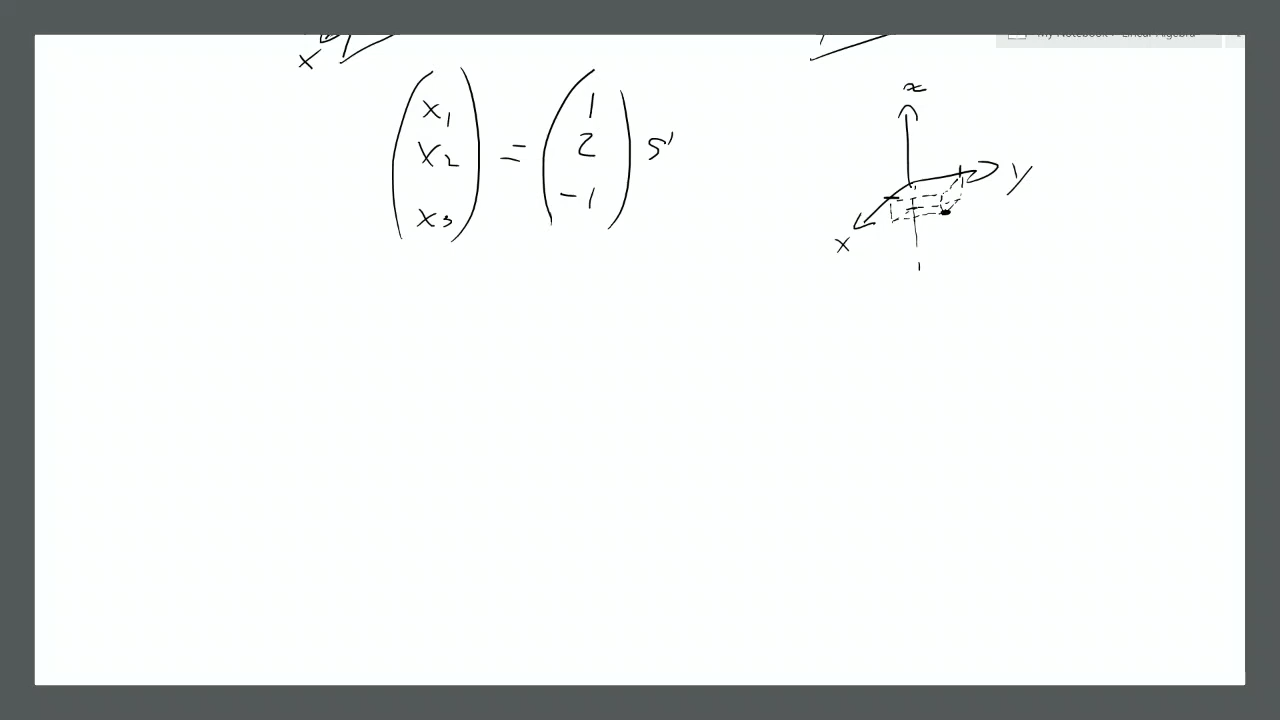 X
z
x₁ 1
x₂ = 2 s'
x₃ -1
y
x